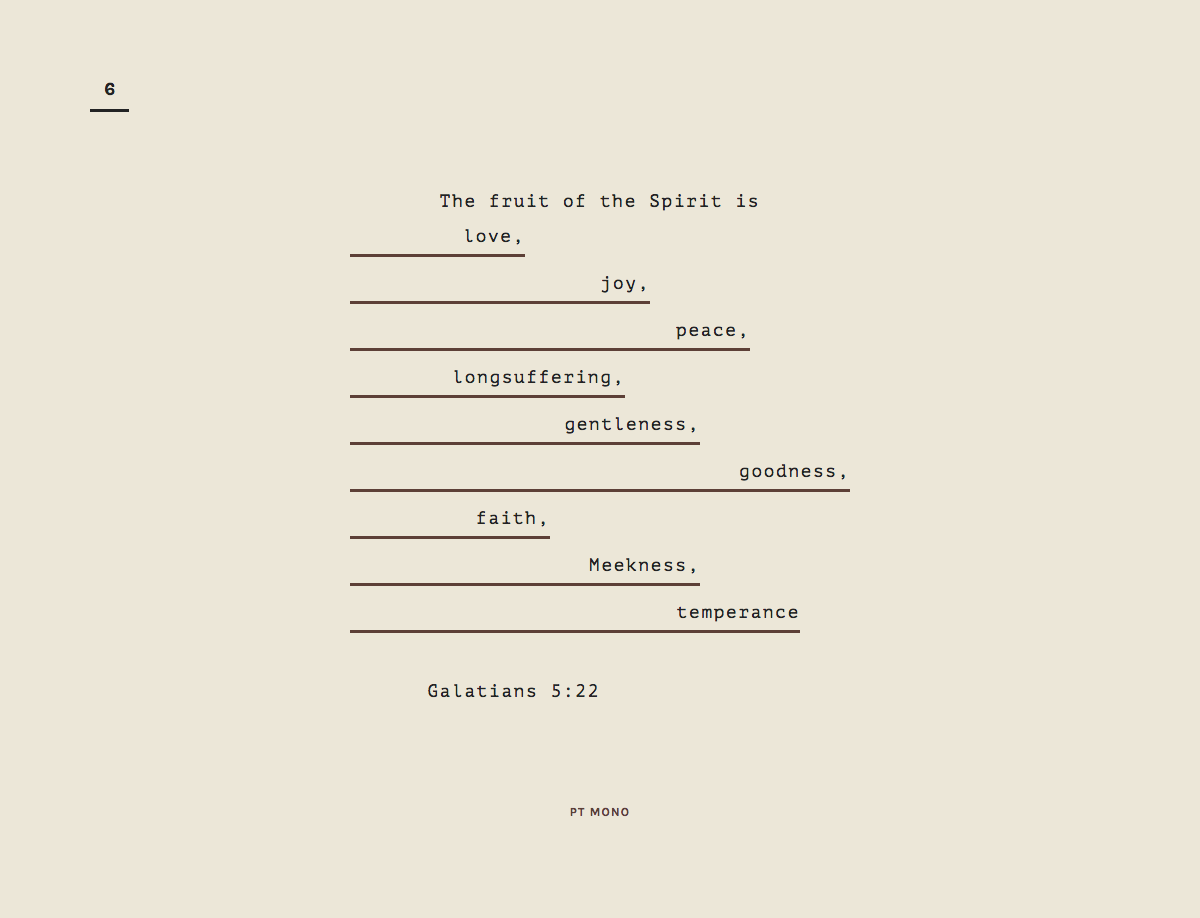 6
The fruit of the Spirit is
love,
joy,
peace,
longsuffering,
gentleness,
goodness,
faith,
Meekness,
temperance
Galatians 5:22
PT MONO